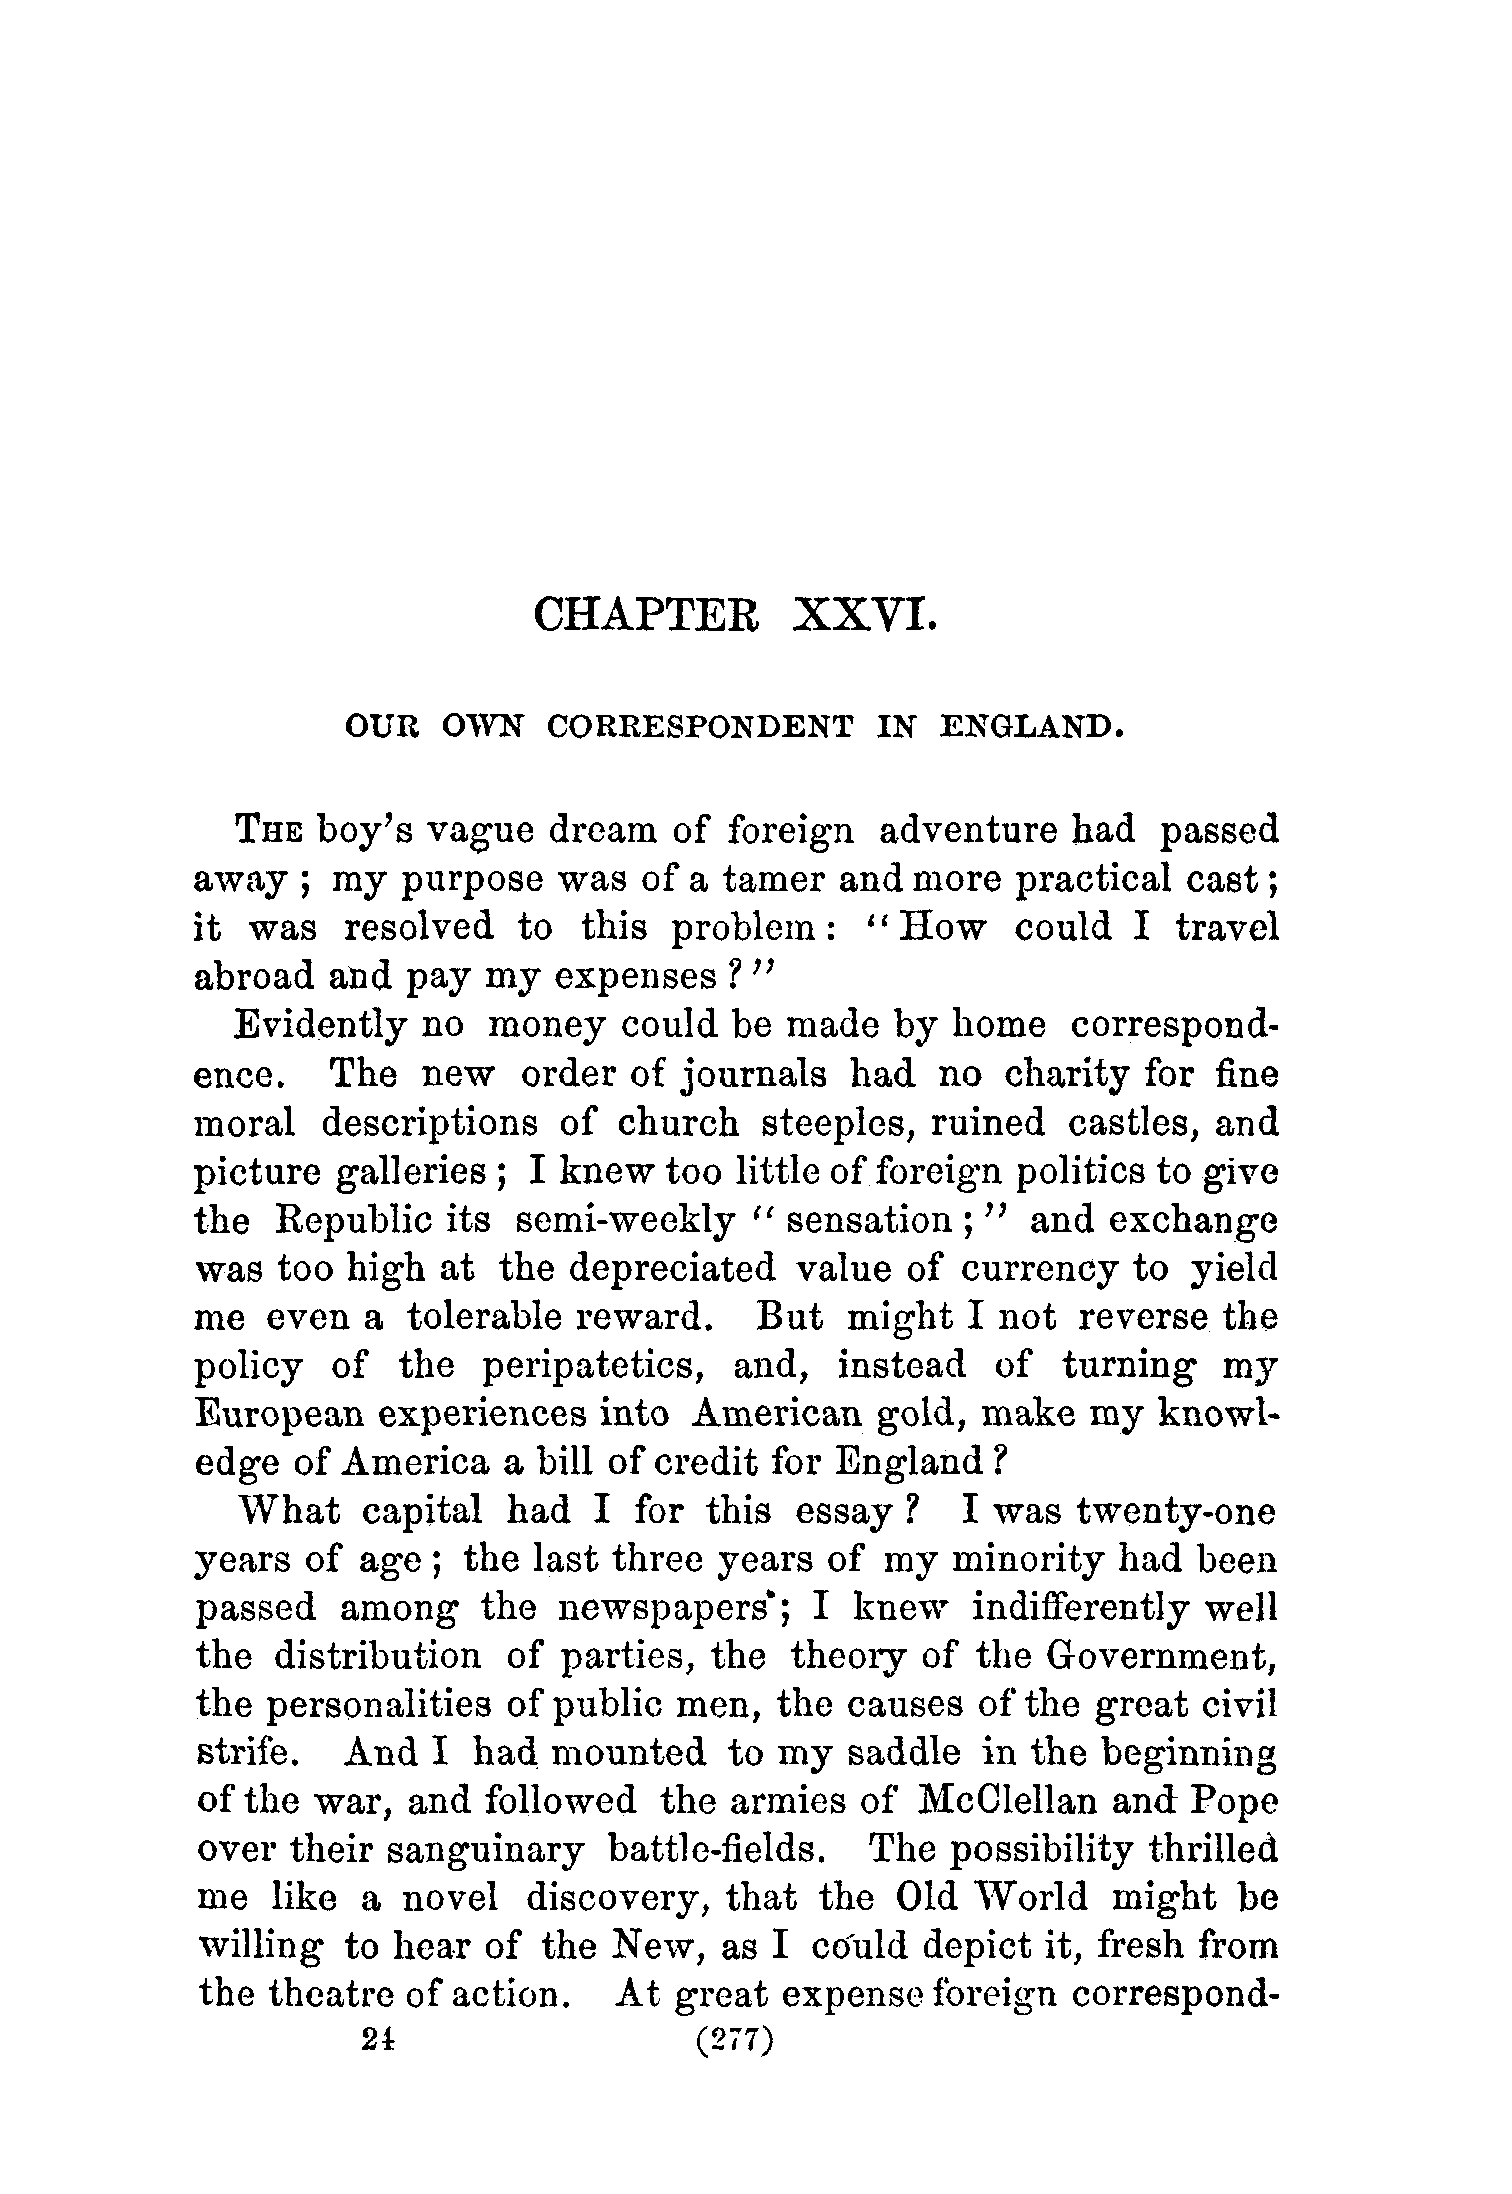 CHAPTER XXVI.
OUR OWN CORRESPONDENT IN ENGLAND.
THE boy's vague dream of foreign adventure had passed
away ; my purpose was of a tamer and more practical cast ;
it was resolved to this problem : " How could I travel
abroad and pay my expenses ? "
Evidently no money could be made by home correspond-
ence. The new order of journals had no charity for fine
moral descriptions of church steeples, ruined castles, and
picture galleries ; I knew too little of foreign politics to give
the Republic its semi-weekly " sensation ; " and exchange
was too high at the depreciated value of currency to yield
me even a tolerable reward. But might I not reverse the
policy of the peripatetics, and, instead of turning my
European experiences into American gold, make my knowl-
edge of America a bill of credit for England ?
What capital had I for this essay ? I was twenty-one
years of age ; the last three years of my minority had been
passed among the newspapers ; I knew indifferently well
the distribution of parties, the theory of the Government,
the personalities of public men, the causes of the great civil
strife. And I had mounted to my saddle in the beginning
of the war, and followed the armies of McClellan and Pope
over their sanguinary battle-fields. The possibility thrilled
me like a novel discovery, that the Old World might be
willing to hear of the New, as I could depict it, fresh from
the theatre of action. At great expense foreign correspond-
24 (277)